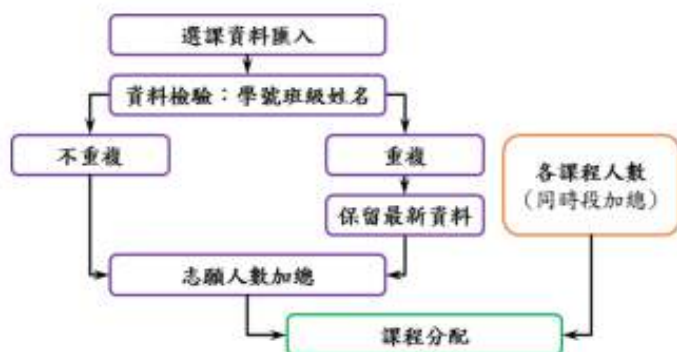 選課資料匯入
資料檢驗：學號班級姓名
不重複
重複
各課程人數
（同時段加總）
保留最新資料
志願人數加總
課程分配